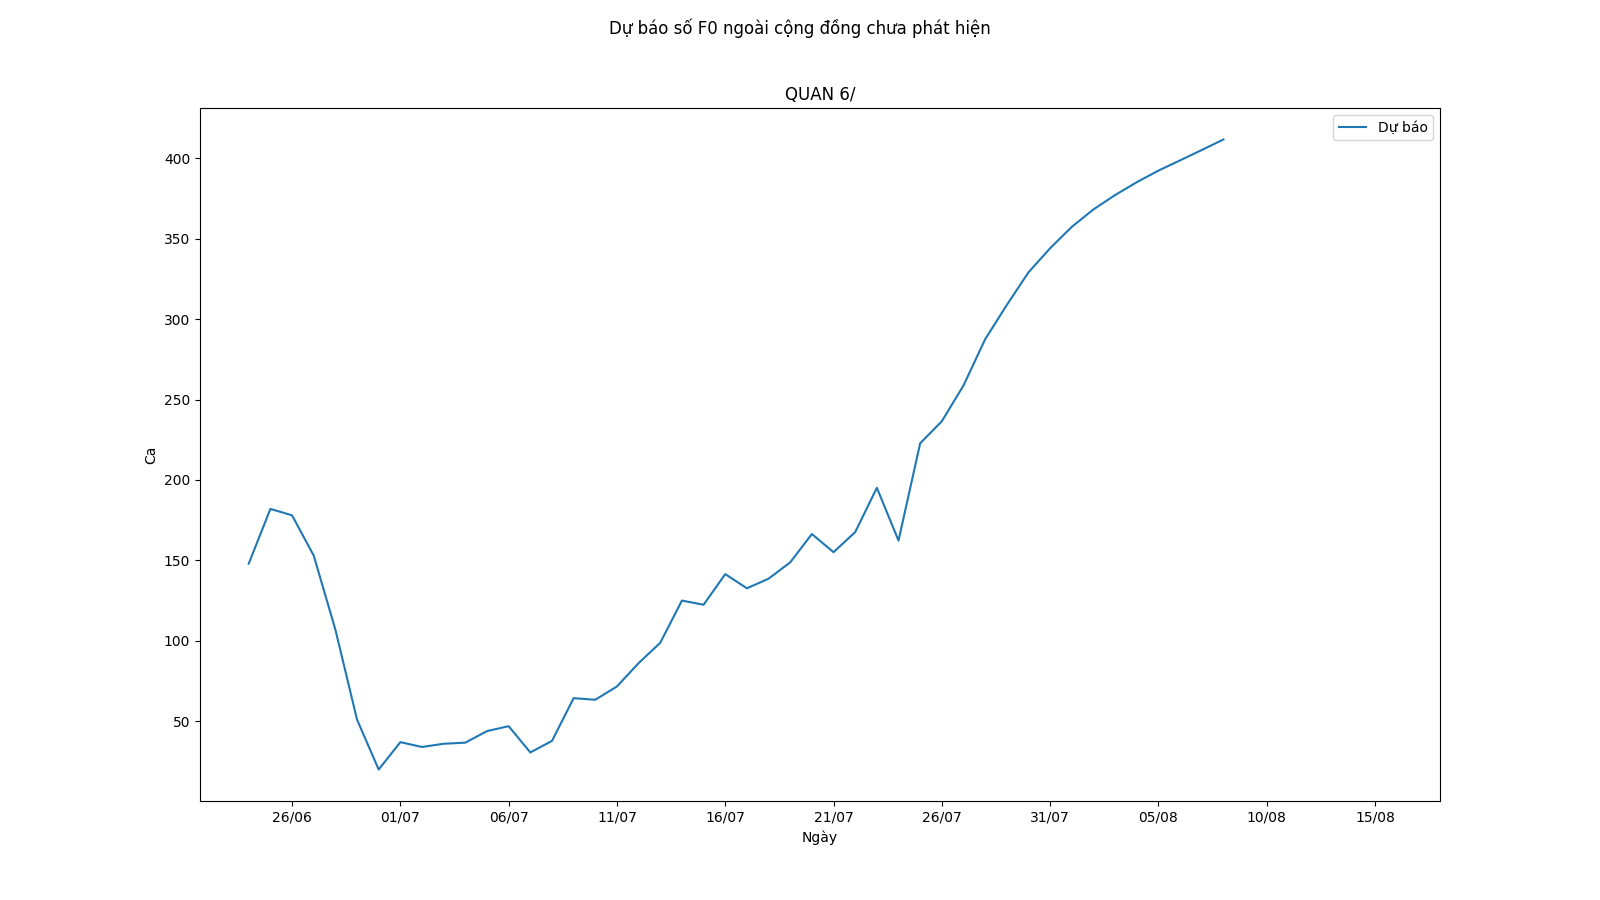 Dự báo số F0 ngoài cộng đồng chưa phát hiện
QUAN 6/
Dự báo
400
350
300
250
200
150
100
50
Ca
26/06 01/07 06/07 11/07 16/07 21/07 26/07 31/07 05/08 10/08 15/08
Ngày